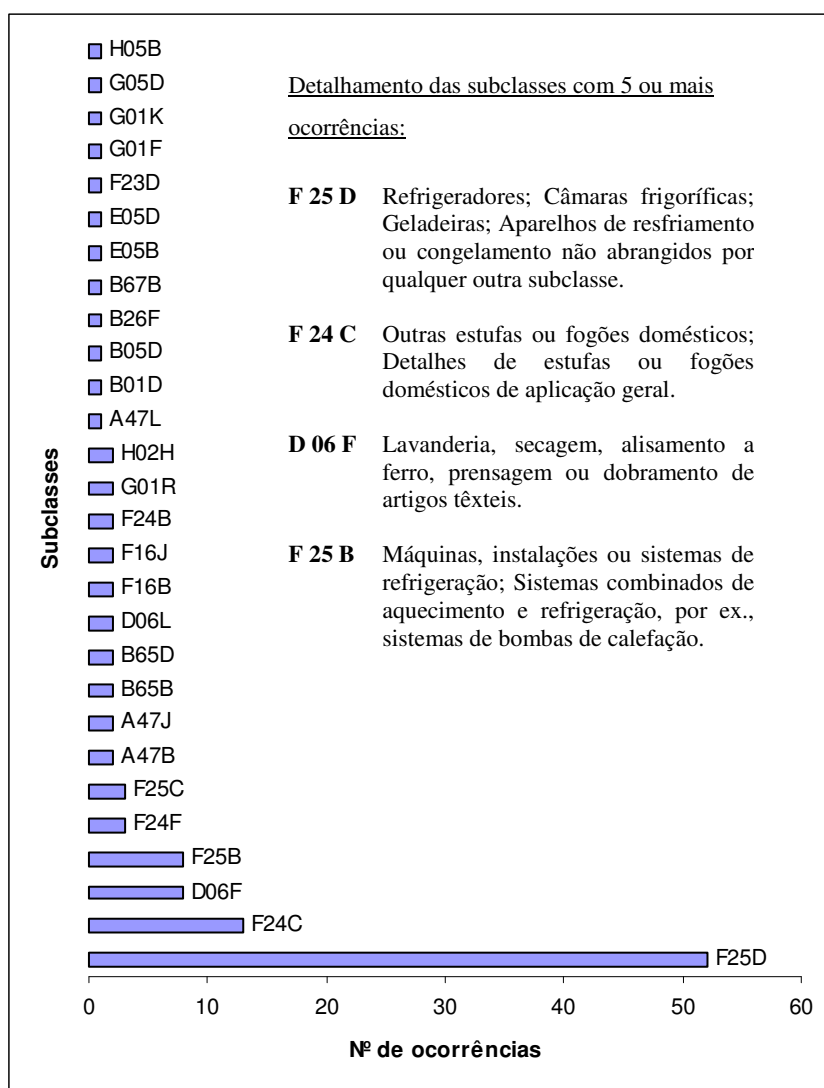 H05B
G05D
G01K
G01F
F23D
E05D
E05B
B67B
B26F
B05D
B01D
A47L
H02H
G01R
F24B
F16J
F16B
D06L
B65D
B65B
A47J
A47B
F25C
F24F
F25B
D06F
F24C
F25D
Subclasses
0 10 20 30 40 50 60
Nº de ocorrências
Detalhamento das subclasses com 5 ou mais
ocorrências:
F 25 D Refrigeradores; Câmaras frigoríficas;
Geladeiras; Aparelhos de resfriamento
ou congelamento não abrangidos por
qualquer outra subclasse.
F 24 C Outras estufas ou fogões domésticos;
Detalhes de estufas ou fogões
domésticos de aplicação geral.
D 06 F Lavanderia, secagem, alisamento a
ferro, prensagem ou dobramento de
artigos têxteis.
F 25 B Máquinas, instalações ou sistemas de
refrigeração; Sistemas combinados de
aquecimento e refrigeração, por ex.,
sistemas de bombas de calefação.